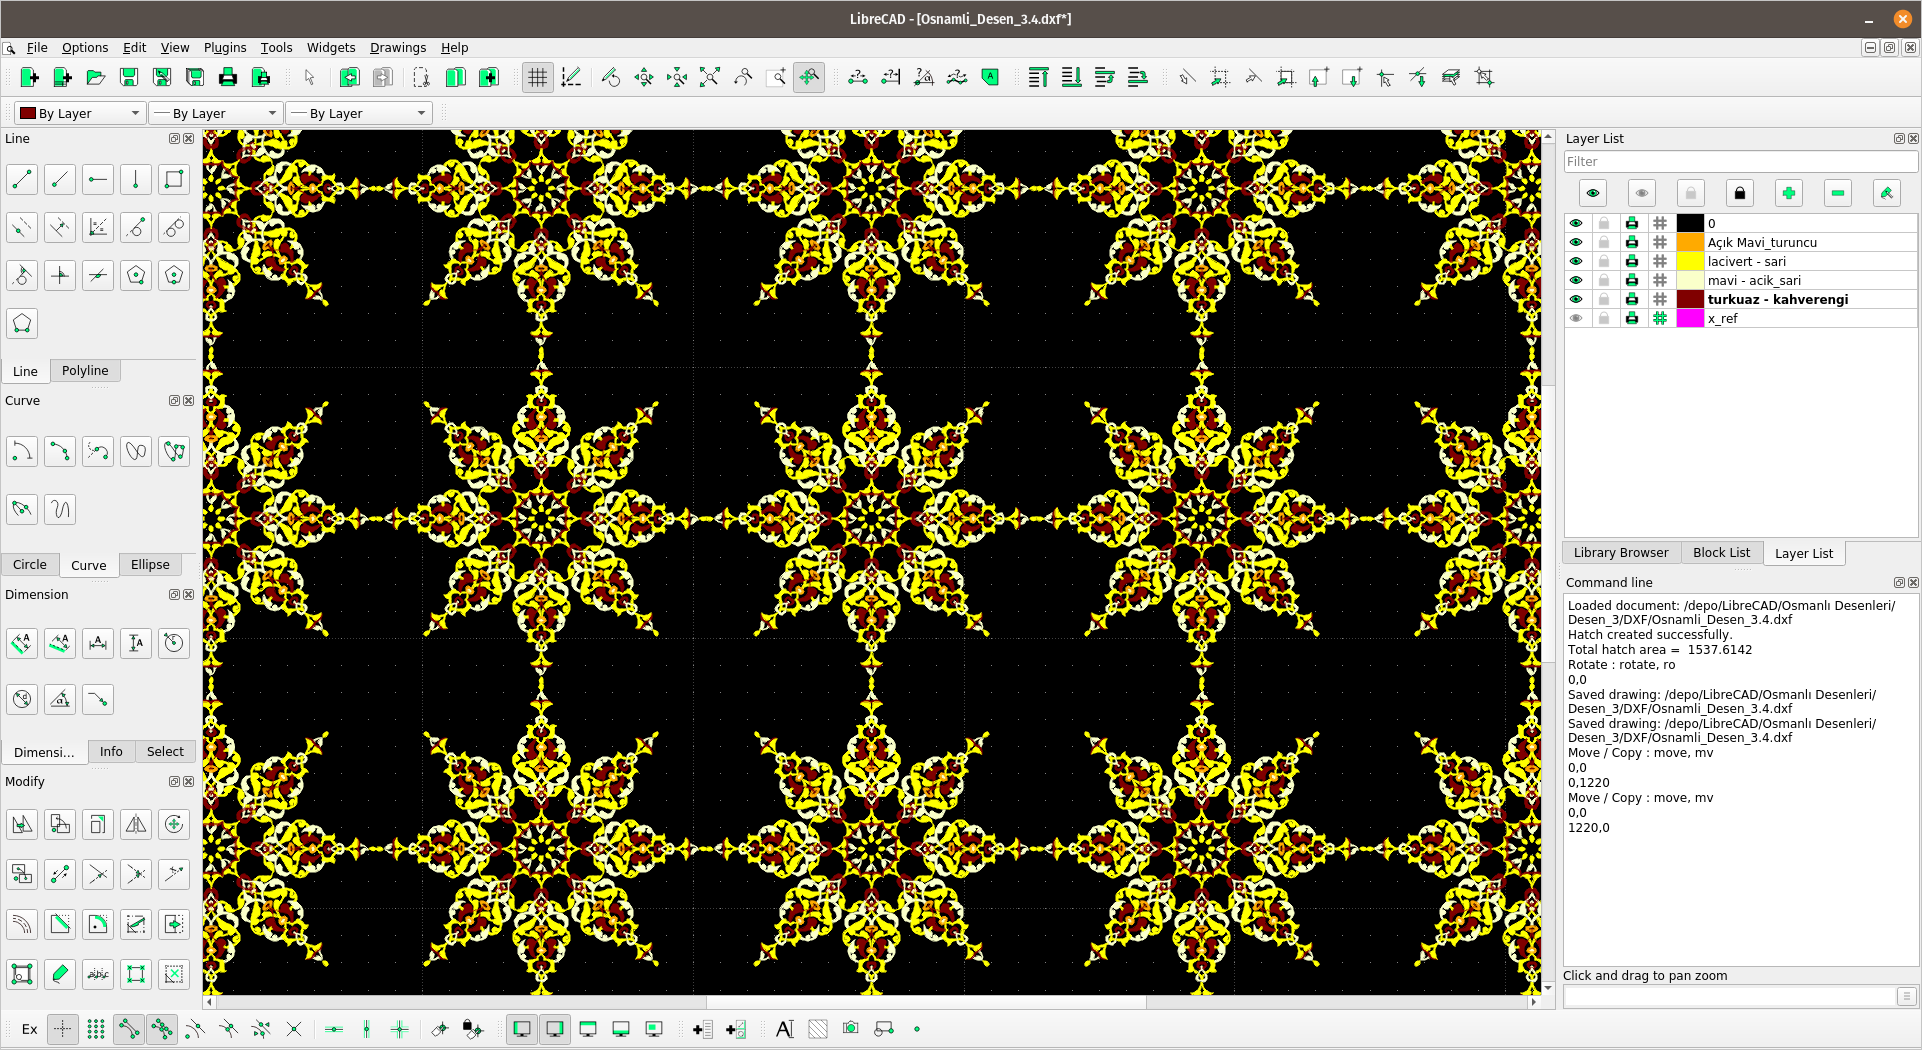 LibreCAD - [Osnamli_Desen_3.4.dxf*]
File Options Edit View Plugins Tools Widgets Drawings Help
By Layer By Layer By Layer
Line
Line Polyline
Curve
Circle Curve Ellipse
Dimension
Dimensi... Info Select
Modify
Ex
Layer List
Filter
0
Açık Mavi_turuncu
lacivert - sari
mavi - acik_sari
turkuaz - kahverengi
x_ref
Library Browser Block List Layer List
Command line
Loaded document: /depo/LibreCAD/Osmanlı Desenleri/
Desen_3/DXF/Osnamli_Desen_3.4.dxf
Hatch created successfully.
Total hatch area = 1537.6142
Rotate : rotate, ro
0,0
Saved drawing: /depo/LibreCAD/Osmanlı Desenleri/
Desen_3/DXF/Osnamli_Desen_3.4.dxf
Saved drawing: /depo/LibreCAD/Osmanlı Desenleri/
Desen_3/DXF/Osnamli_Desen_3.4.dxf
Move / Copy : move, mv
0,0
0,1220
Move / Copy : move, mv
0,0
1220,0
Click and drag to pan zoom